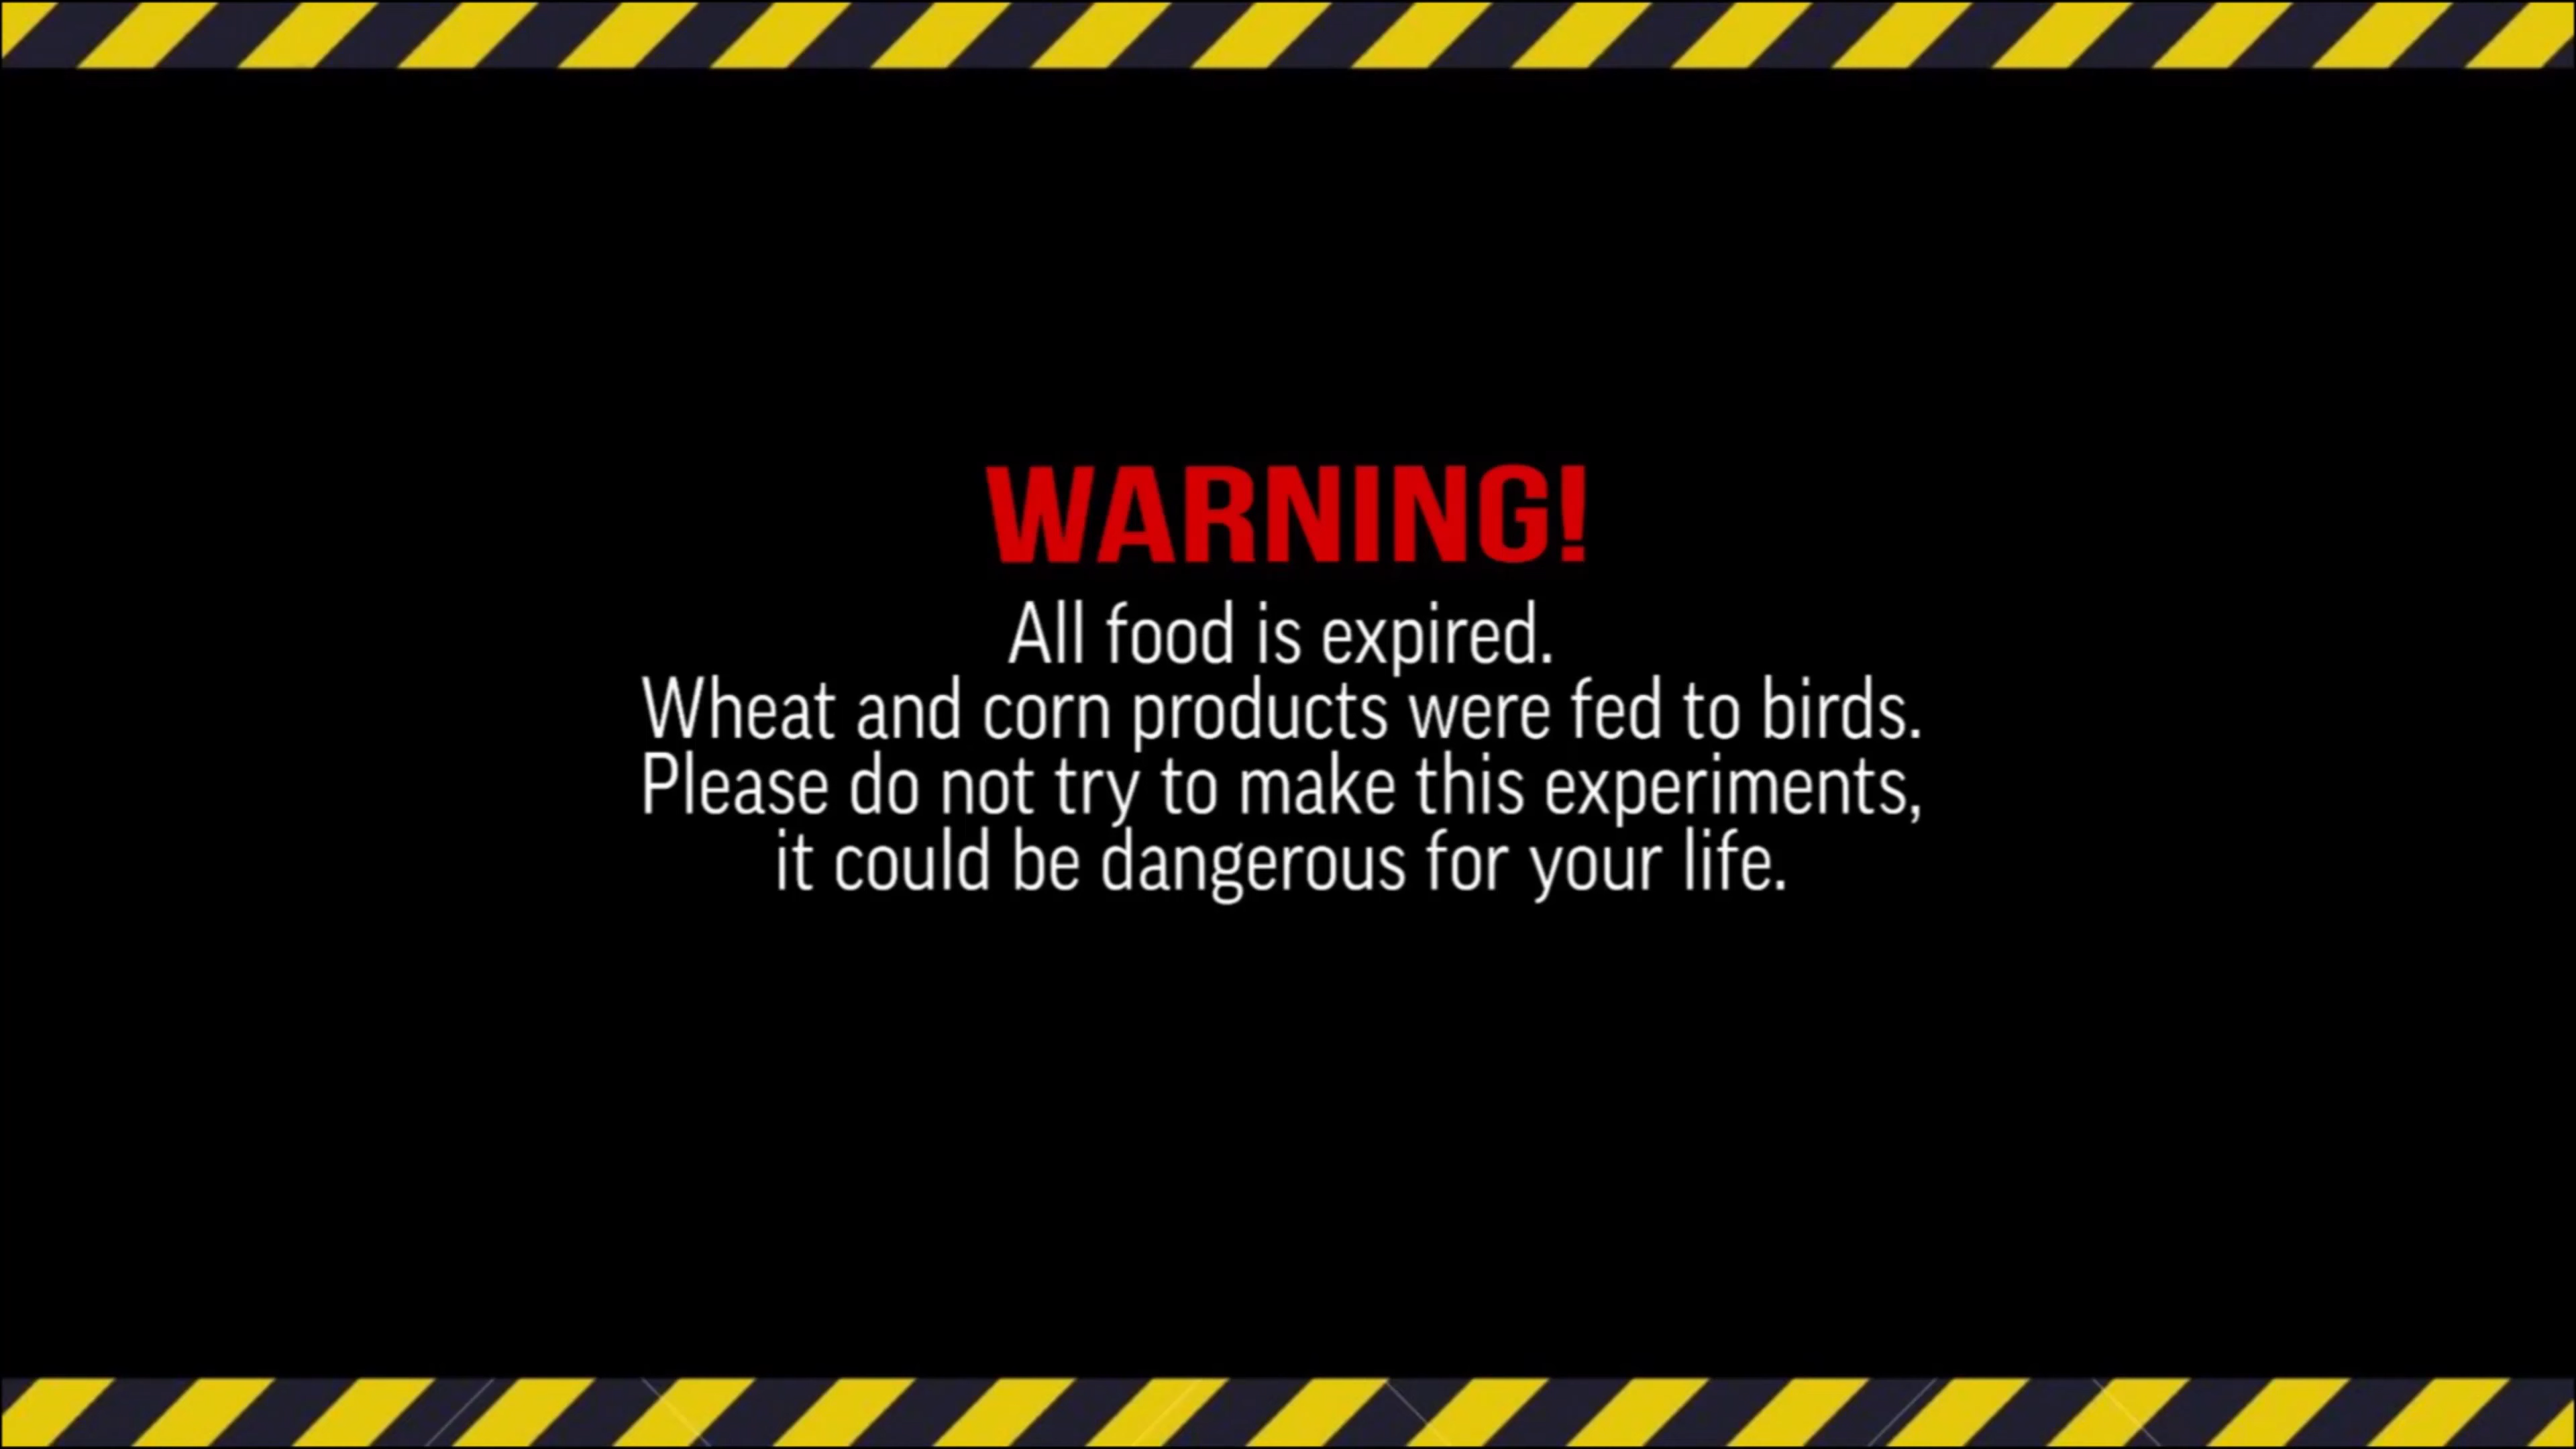 WARNING!
All food is expired.
Wheat and corn products were fed to birds.
Please do not try to make this experiments,
it could be dangerous for your life.